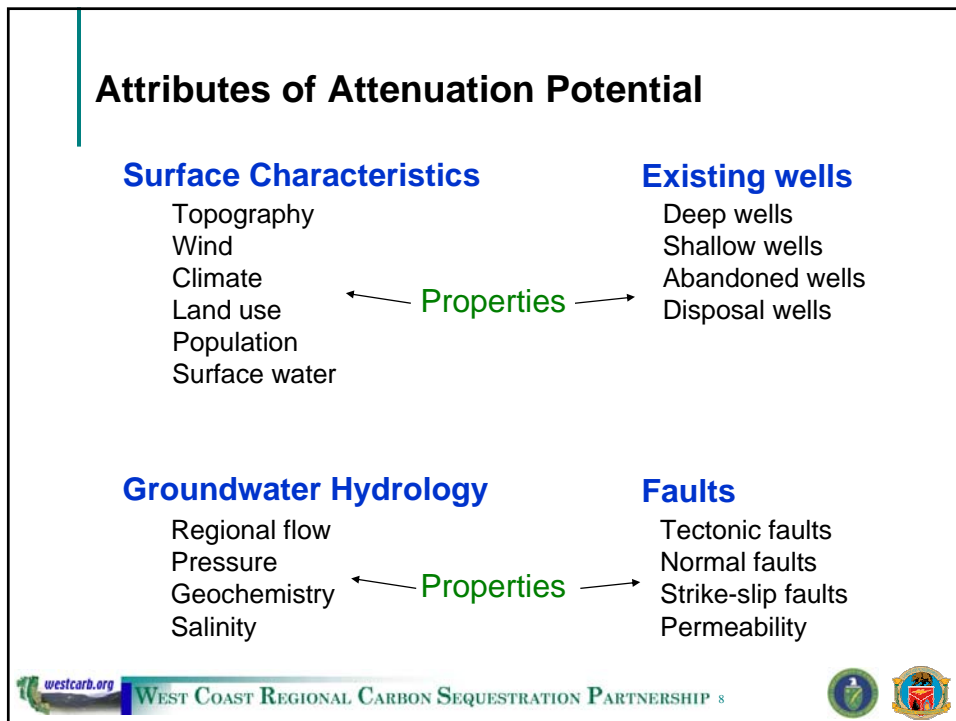 Attributes of Attenuation Potential
Surface Characteristics
Topography
Wind
Climate
Land use
Population
Surface water
Properties
Existing wells
Deep wells
Shallow wells
Abandoned wells
Disposal wells
Groundwater Hydrology
Regional flow
Pressure
Geochemistry
Salinity
Properties
Faults
Tectonic faults
Normal faults
Strike-slip faults
Permeability
westcarb.org
WEST COAST REGIONAL CARBON SEQUESTRATION PARTNERSHIP 8